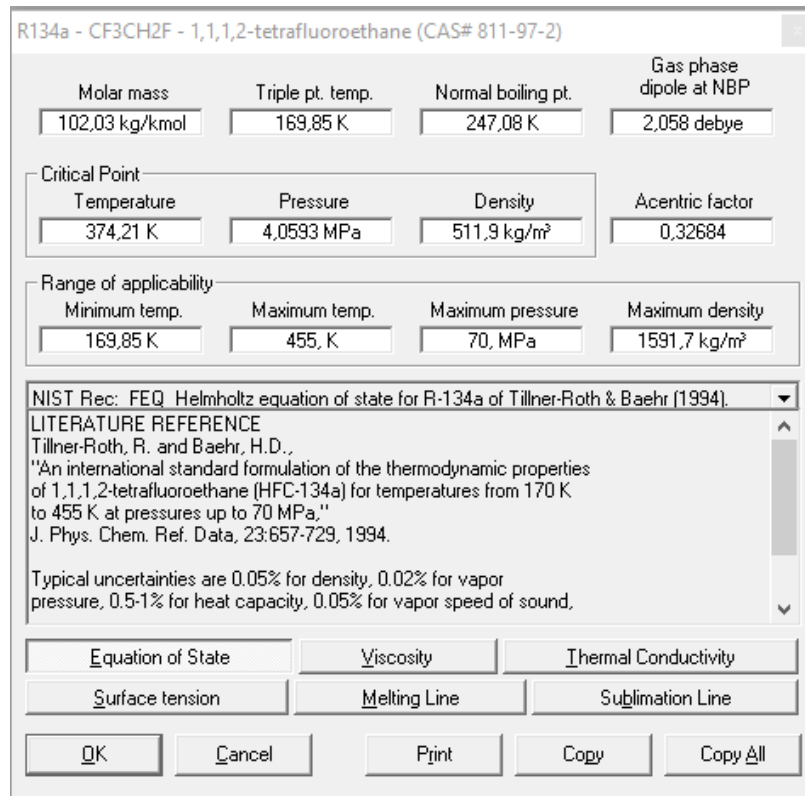 R134a - CF3CH2F - 1,1,1,2-tetrafluoroethane (CAS# 811-97-2)
Molar mass Triple pt. temp. Normal boiling pt. Gas phase dipole at NBP
102,03 kg/kmol 169,85 K 247,08 K 2,058 debye
Critical Point
Temperature Pressure Density Acentric factor
374,21 K 4,0593 MPa 511,9 kg/m³ 0,32684
Range of applicability
Minimum temp. Maximum temp. Maximum pressure Maximum density
169,85 K 455, K 70, MPa 1591,7 kg/m³
NIST Rec: FEQ Helmholtz equation of state for R-134a of Tillner-Roth & Baehr (1994).
LITERATURE REFERENCE
Tillner-Roth, R. and Baehr, H.D.,
"An international standard formulation of the thermodynamic properties
of 1,1,1,2-tetrafluoroethane (HFC-134a) for temperatures from 170 K
to 455 K at pressures up to 70 MPa,"
J. Phys. Chem. Ref. Data, 23:657-729, 1994.
Typical uncertainties are 0.05% for density, 0.02% for vapor
pressure, 0.5-1% for heat capacity, 0.05% for vapor speed of sound,
Equation of State Viscosity Thermal Conductivity
Surface tension Melting Line Sublimation Line
OK Cancel Print Copy Copy All